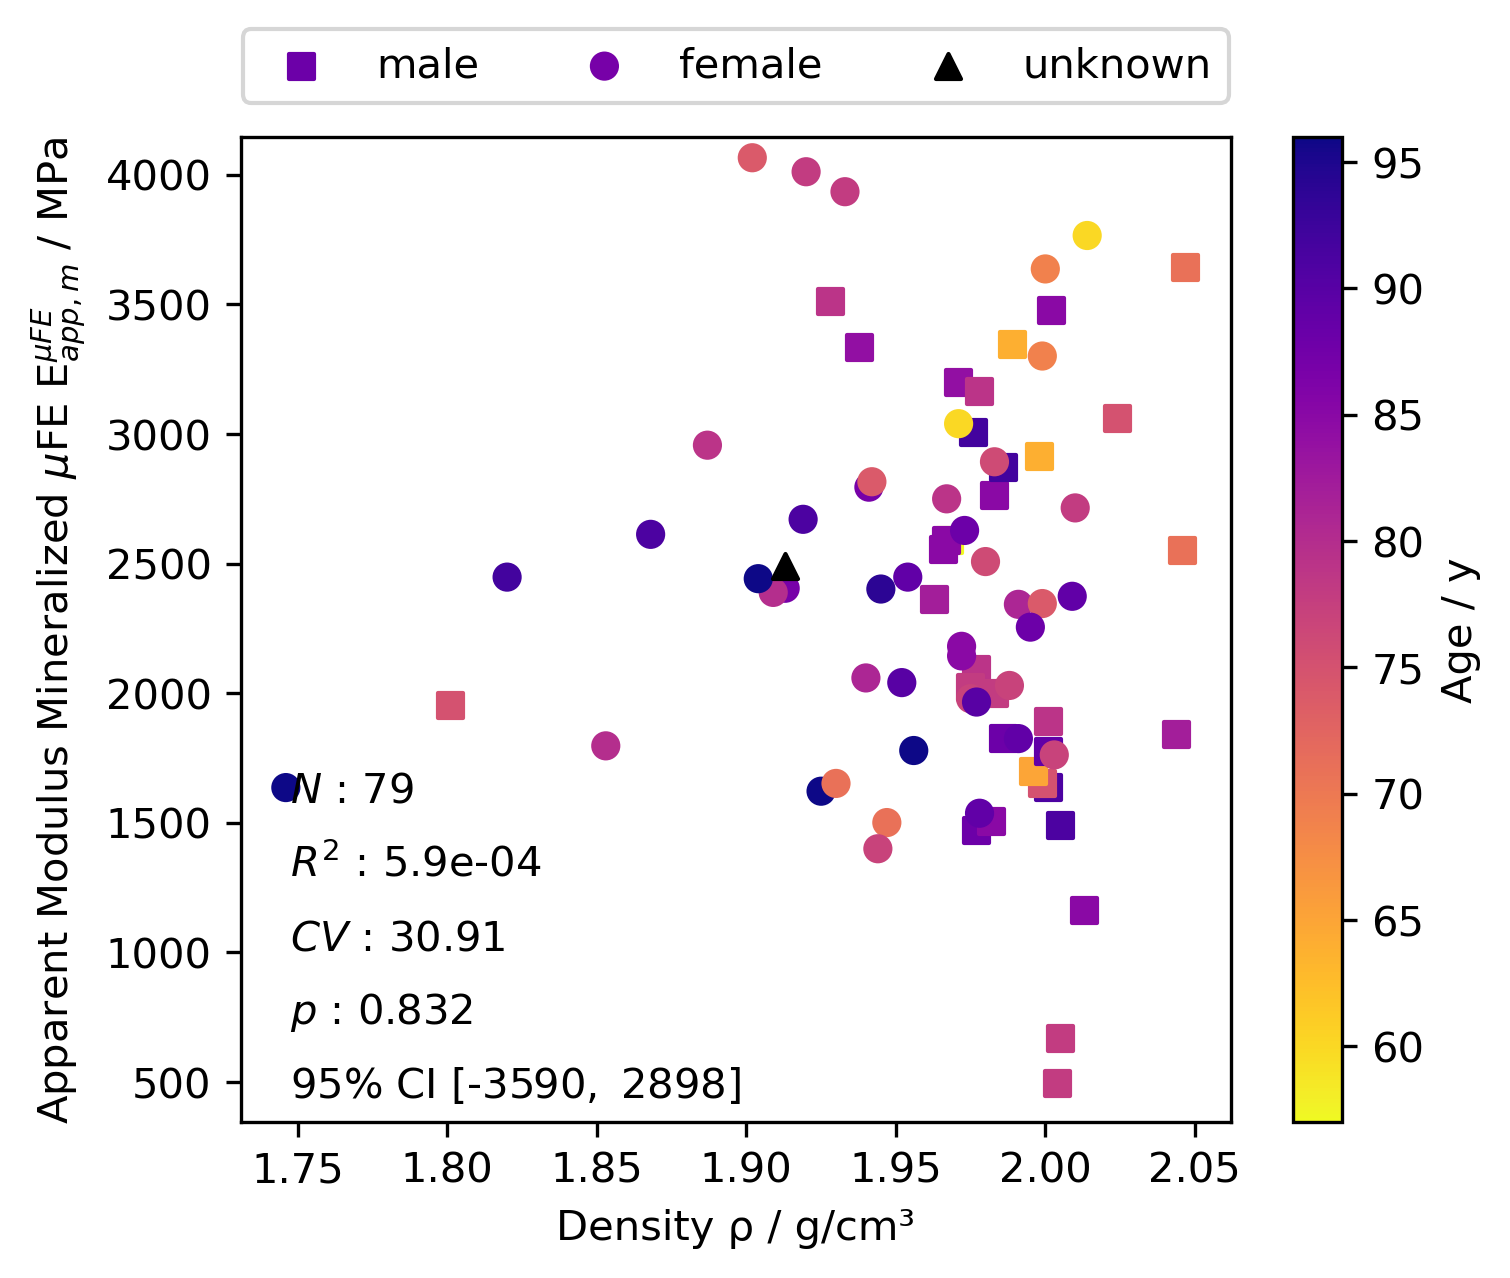 male female unknown
Apparent Modulus Mineralized μFE E^{μFE}_{app, m} / MPa
4000
3500
3000
2500
2000
1500
1000
500
N : 79
R² : 5.9e-04
CV : 30.91
p : 0.832
95% CI [-3590, 2898]
1.75 1.80 1.85 1.90 1.95 2.00 2.05
Density ρ / g/cm³
95
90
85
80
75
70
65
60
Age / y